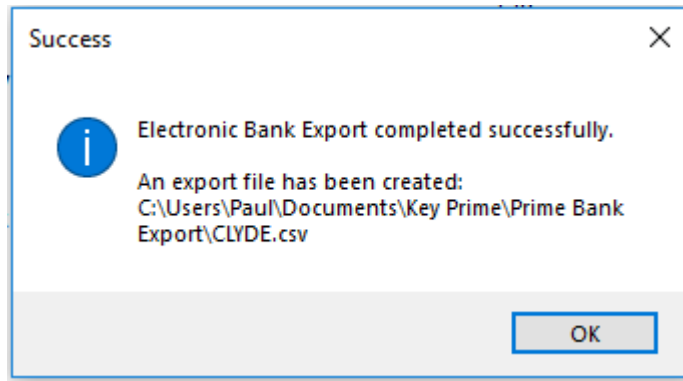 Success
Electronic Bank Export completed successfully.
An export file has been created:
C:\Users\Paul\Documents\Key Prime\Prime Bank
Export\CLYDE.csv
OK